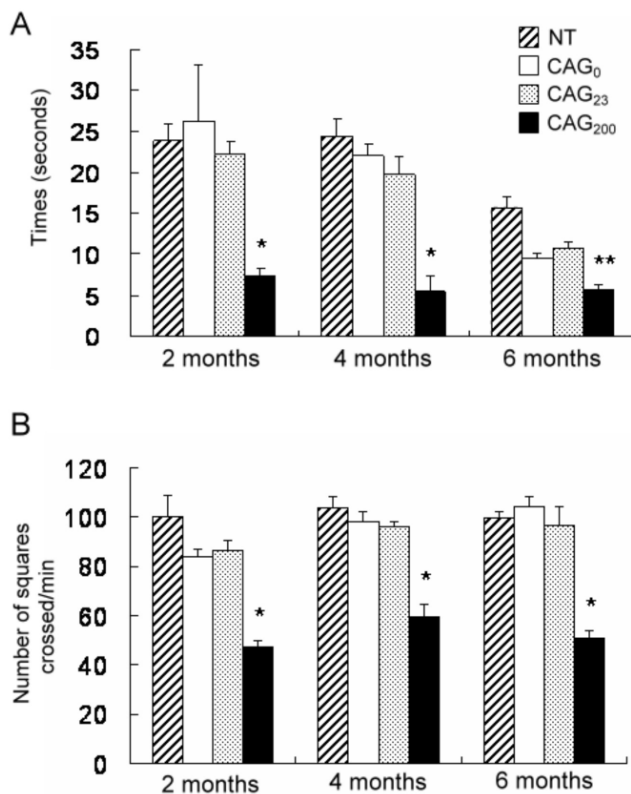 A
NT
CAG₀
CAG₂₃
CAG₂₀₀
Times (seconds)
35
30
25
20
15
10
5
0
*
*
**
2 months
4 months
6 months
B
Number of squares
crossed/min
120
100
80
60
40
20
0
*
*
*
2 months
4 months
6 months